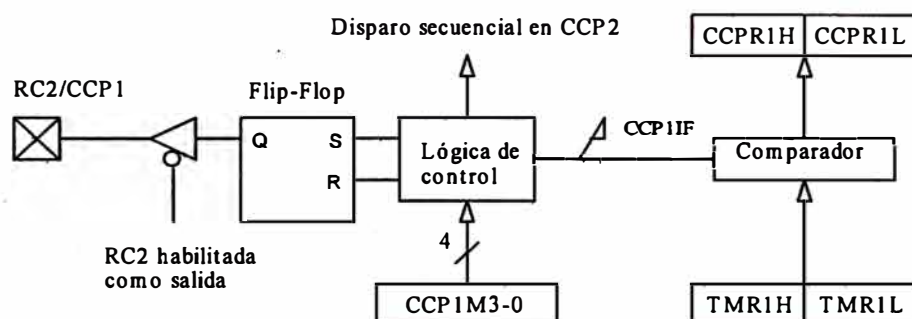 Disparo secuencial en CCP2
CCPR1H CCPR1L
RC2/CCP1
Flip-Flop
Q S
R
Lógica de
control
CCP1IF
Comparador
RC2 habilitada
como salida
4
CCP1M3-0
TMR1H TMR1L